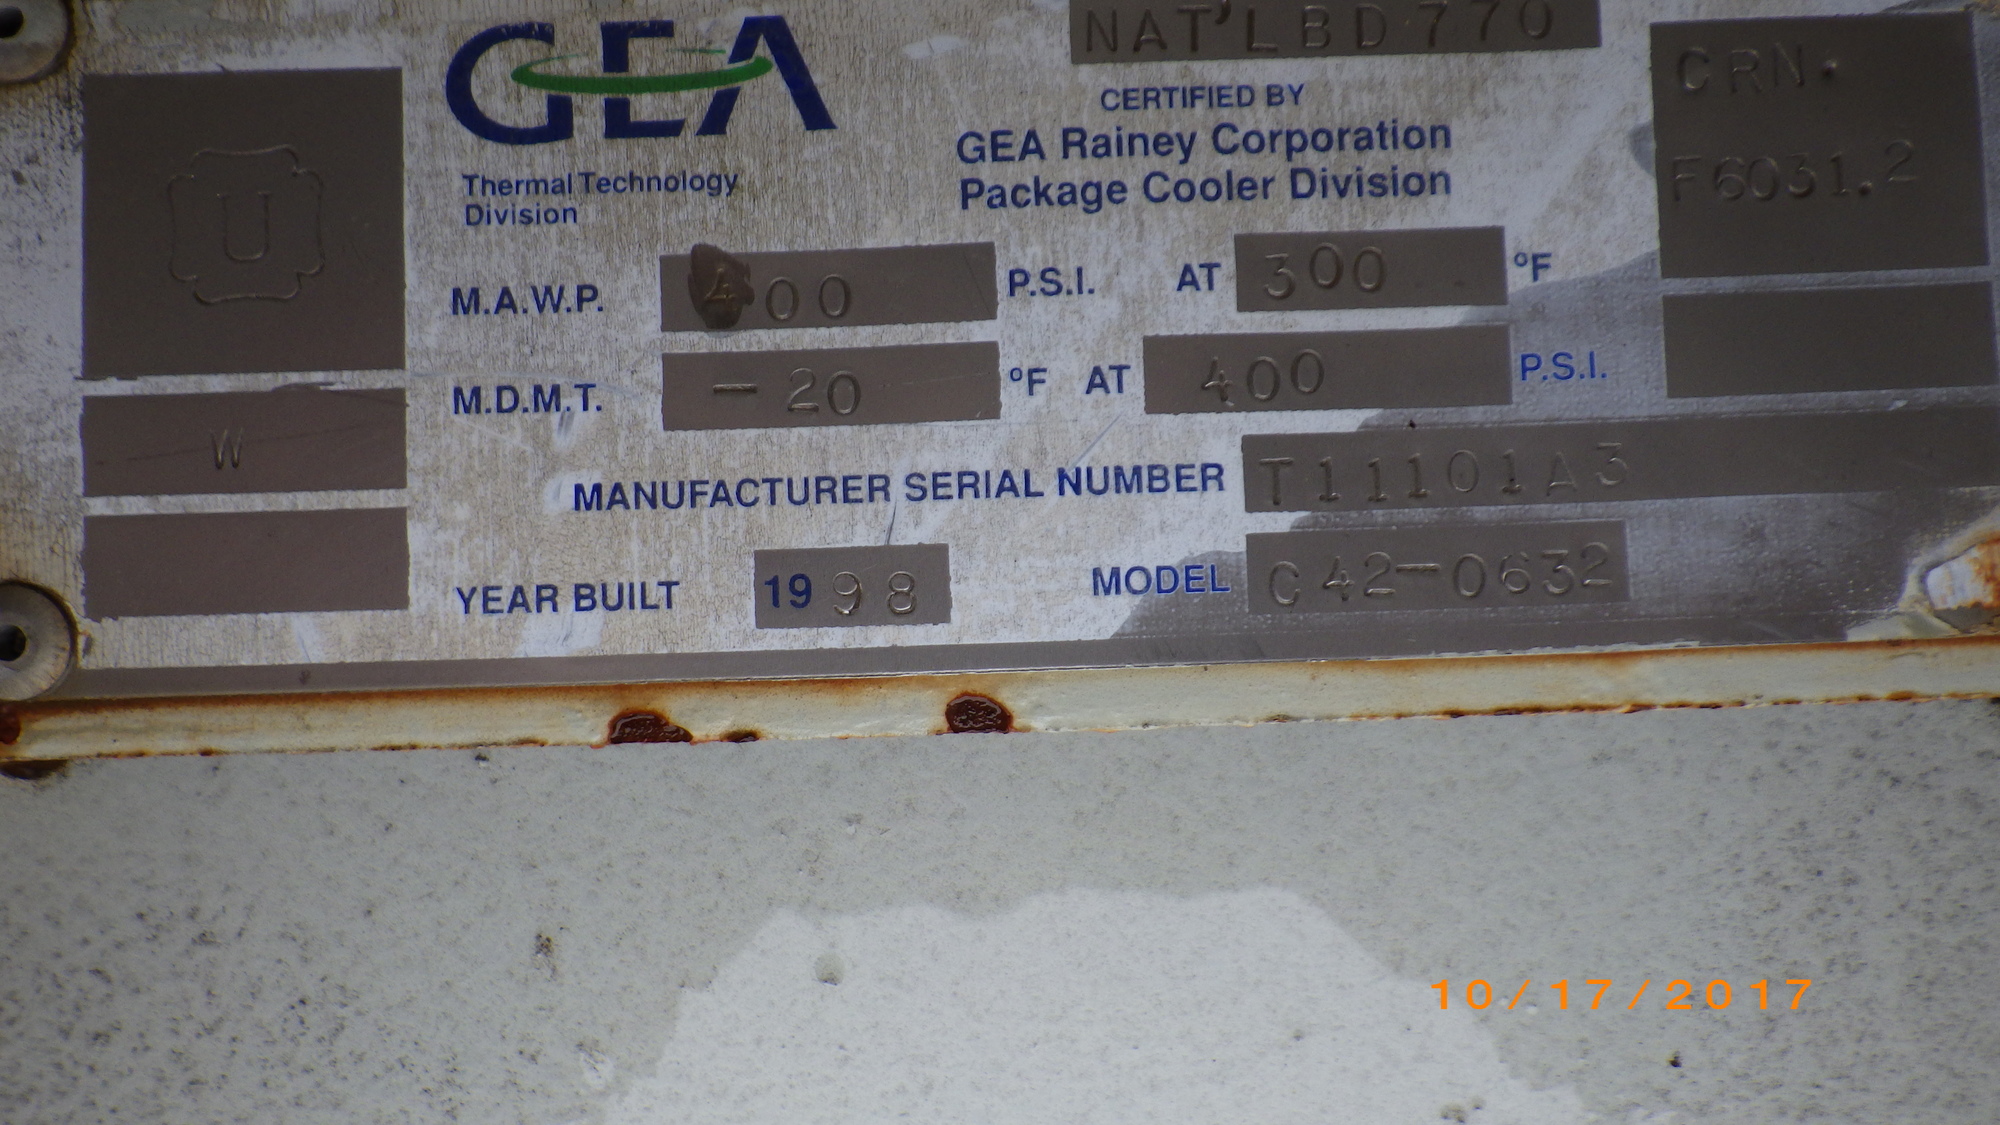 NAT'L BD 770
GEA
Thermal Technology
Division
CERTIFIED BY
GEA Rainey Corporation
Package Cooler Division
CRN.
F6031.2
U
W
M.A.W.P. 400 P.S.I. AT 300 °F
M.D.M.T. -20 °F AT 400 P.S.I.
MANUFACTURER SERIAL NUMBER T11101A3
YEAR BUILT 1998 MODEL C42-0632
10/17/2017